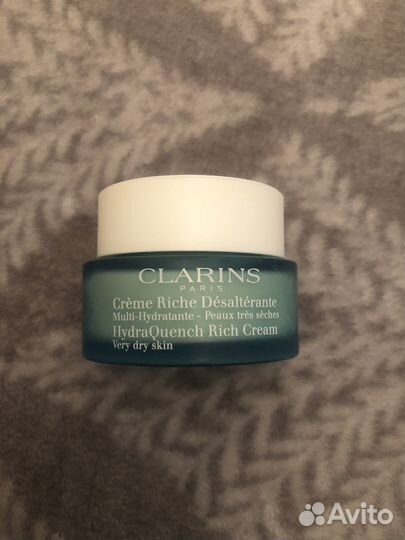 CLARINS
PARIS
Crème Riche Désaltérante
Multi-Hydratante - Peaux très sèches
HydraQuench Rich Cream
Very dry skin
Avito